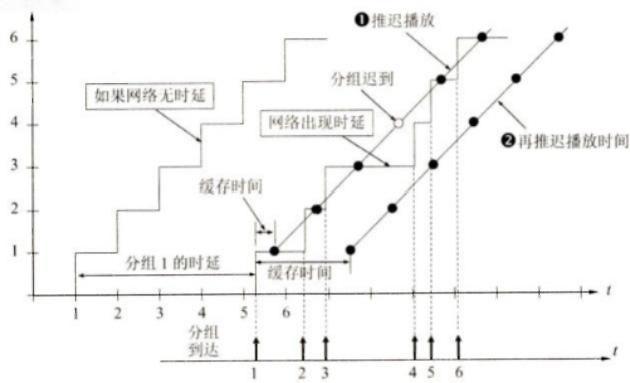 6
5
4
3
2
1
❶推迟播放
分组迟到
如果网络无时延
网络出现时延
❷再推迟播放时间
缓存时间
分组 1 的时延
缓存时间
t
1 2 3 4 5 6
分组
到达
t
1 2 3 4 5 6